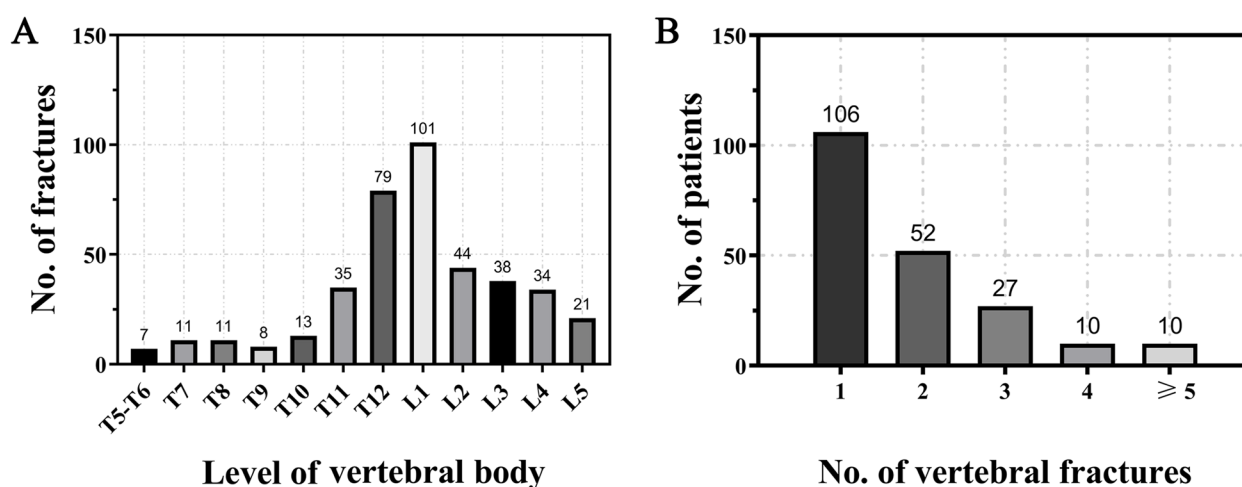 A
No. of fractures
150
100
50
0
7
11
11
8
13
35
79
101
44
38
34
21
T5-T6
T7
T8
T9
T10
T11
T12
L1
L2
L3
L4
L5
Level of vertebral body
B
No. of patients
150
100
50
0
106
52
27
10
10
1
2
3
4
⩾ 5
No. of vertebral fractures